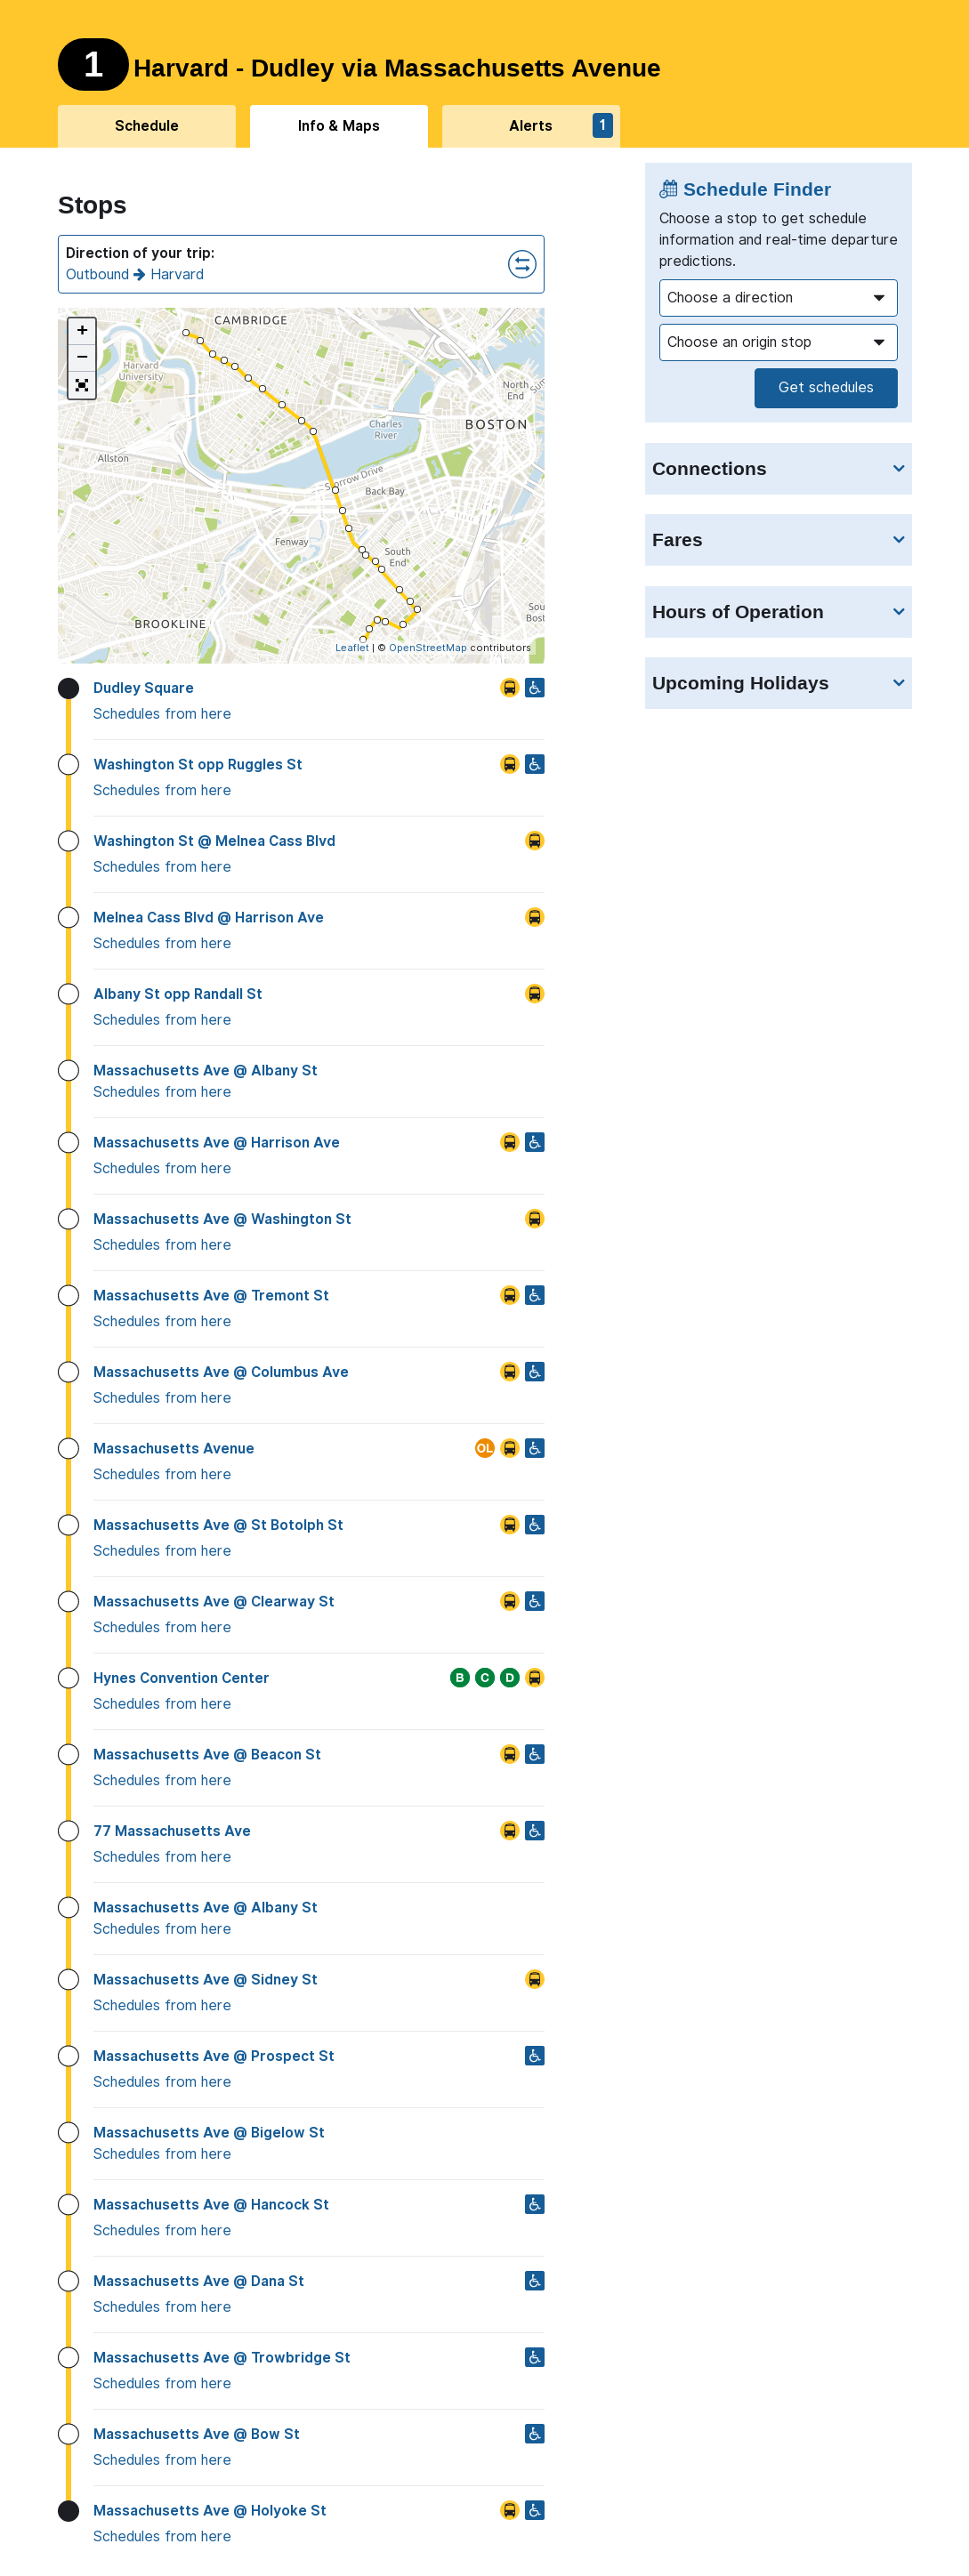 1 Harvard - Dudley via Massachusetts Avenue
Schedule
Info & Maps
Alerts 1
Stops
Direction of your trip:
Outbound → Harvard
+
−
CAMBRIDGE
Harvard
University
North
End
BOSTON
Charles
River
Allston
Storrow Drive
Back Bay
Fenway
South
End
BROOKLINE
Sou
Bost
Leaflet | © OpenStreetMap contributors
Dudley Square
Schedules from here
Washington St opp Ruggles St
Schedules from here
Washington St @ Melnea Cass Blvd
Schedules from here
Melnea Cass Blvd @ Harrison Ave
Schedules from here
Albany St opp Randall St
Schedules from here
Massachusetts Ave @ Albany St
Schedules from here
Massachusetts Ave @ Harrison Ave
Schedules from here
Massachusetts Ave @ Washington St
Schedules from here
Massachusetts Ave @ Tremont St
Schedules from here
Massachusetts Ave @ Columbus Ave
Schedules from here
Massachusetts Avenue OL
Schedules from here
Massachusetts Ave @ St Botolph St
Schedules from here
Massachusetts Ave @ Clearway St
Schedules from here
Hynes Convention Center B C D
Schedules from here
Massachusetts Ave @ Beacon St
Schedules from here
77 Massachusetts Ave
Schedules from here
Massachusetts Ave @ Albany St
Schedules from here
Massachusetts Ave @ Sidney St
Schedules from here
Massachusetts Ave @ Prospect St
Schedules from here
Massachusetts Ave @ Bigelow St
Schedules from here
Massachusetts Ave @ Hancock St
Schedules from here
Massachusetts Ave @ Dana St
Schedules from here
Massachusetts Ave @ Trowbridge St
Schedules from here
Massachusetts Ave @ Bow St
Schedules from here
Massachusetts Ave @ Holyoke St
Schedules from here
Schedule Finder
Choose a stop to get schedule
information and real-time departure
predictions.
Choose a direction
Choose an origin stop
Get schedules
Connections
Fares
Hours of Operation
Upcoming Holidays